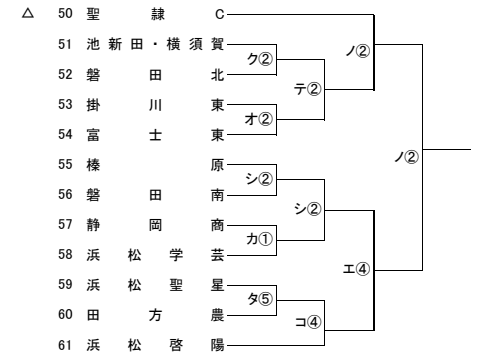 △ 50 聖隷C
51 池新田・横須賀
52 磐田北
53 掛川東
54 富士東
55 榛原
56 磐田南
57 静岡商
58 浜松学芸
59 浜松聖星
60 田方農
61 浜松啓陽
ク②
オ②
シ②
カ①
タ⑤
テ②
シ②
コ④
ノ②
エ④
ノ②